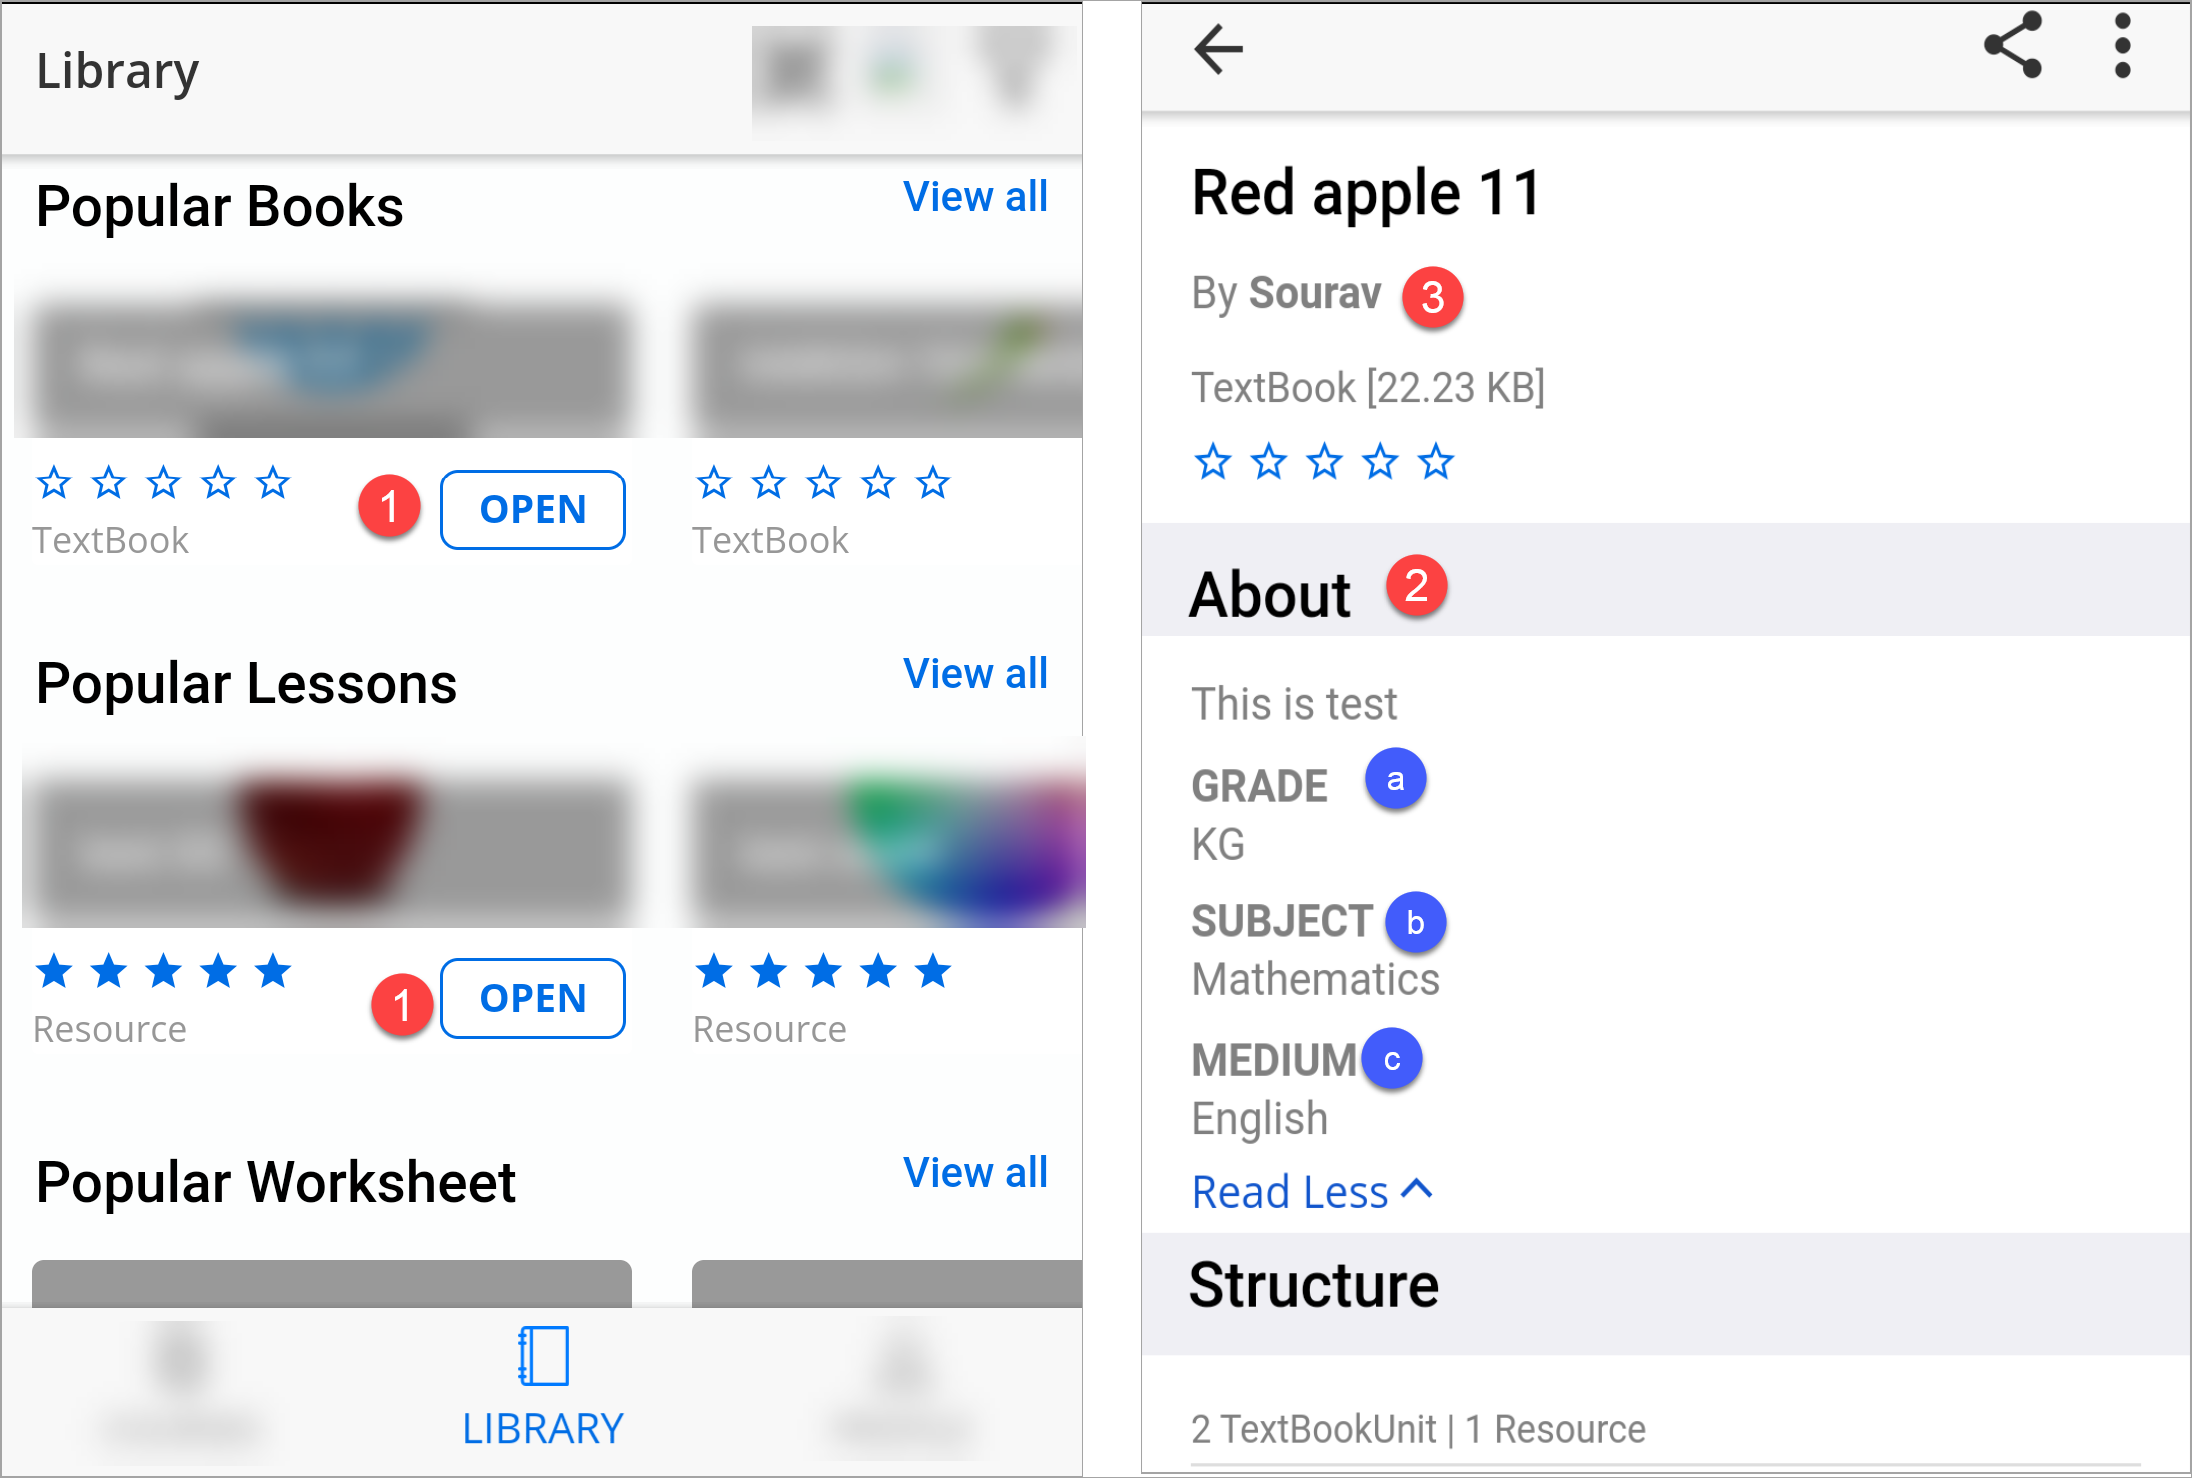 Library
Popular Books
View all
1
OPEN
TextBook
TextBook
Popular Lessons
View all
1
OPEN
Resource
Resource
Popular Worksheet
View all
LIBRARY
Red apple 11
By Sourav 3
TextBook [22.23 KB]
About 2
This is test
GRADE a
KG
SUBJECT b
Mathematics
MEDIUM c
English
Read Less
Structure
2 TextBookUnit | 1 Resource